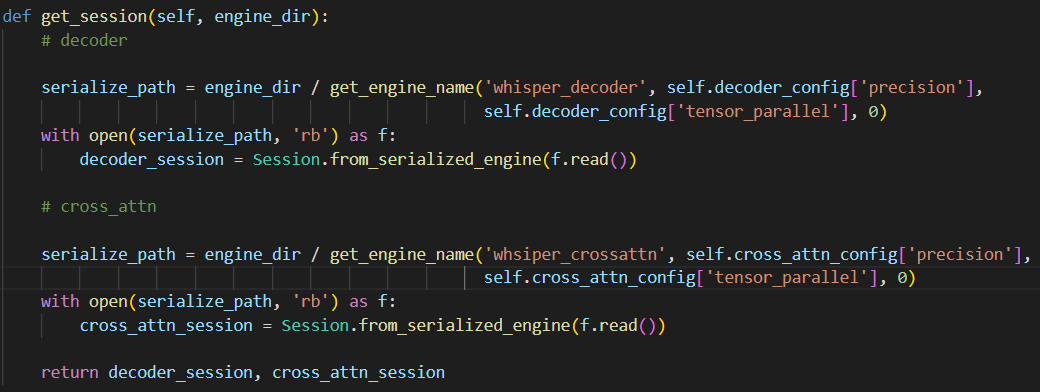 def get_session(self, engine_dir):
    # decoder
    serialize_path = engine_dir / get_engine_name('whisper_decoder', self.decoder_config['precision'],
                                                  self.decoder_config['tensor_parallel'], 0)
    with open(serialize_path, 'rb') as f:
        decoder_session = Session.from_serialized_engine(f.read())
    # cross_attn
    serialize_path = engine_dir / get_engine_name('whsiper_crossattn', self.cross_attn_config['precision'],
                                                  self.cross_attn_config['tensor_parallel'], 0)
    with open(serialize_path, 'rb') as f:
        cross_attn_session = Session.from_serialized_engine(f.read())
    return decoder_session, cross_attn_session